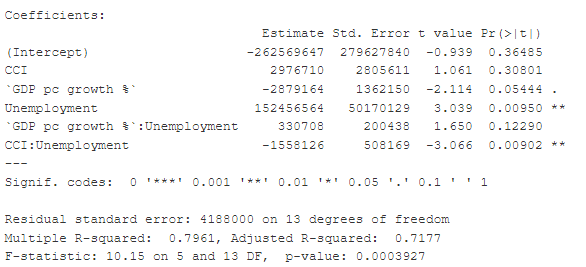 Coefficients:
Estimate Std. Error t value Pr(>|t|)
(Intercept) -262569647 279627840 -0.939 0.36485
CCI 2976710 2805611 1.061 0.30801
`GDP pc growth %` -2879164 1362150 -2.114 0.05444 .
Unemployment 152456564 50170129 3.039 0.00950 **
`GDP pc growth %`:Unemployment 330708 200438 1.650 0.12290
CCI:Unemployment -1558126 508169 -3.066 0.00902 **
---
Signif. codes: 0 '***' 0.001 '**' 0.01 '*' 0.05 '.' 0.1 ' ' 1
Residual standard error: 4188000 on 13 degrees of freedom
Multiple R-squared: 0.7961, Adjusted R-squared: 0.7177
F-statistic: 10.15 on 5 and 13 DF, p-value: 0.0003927